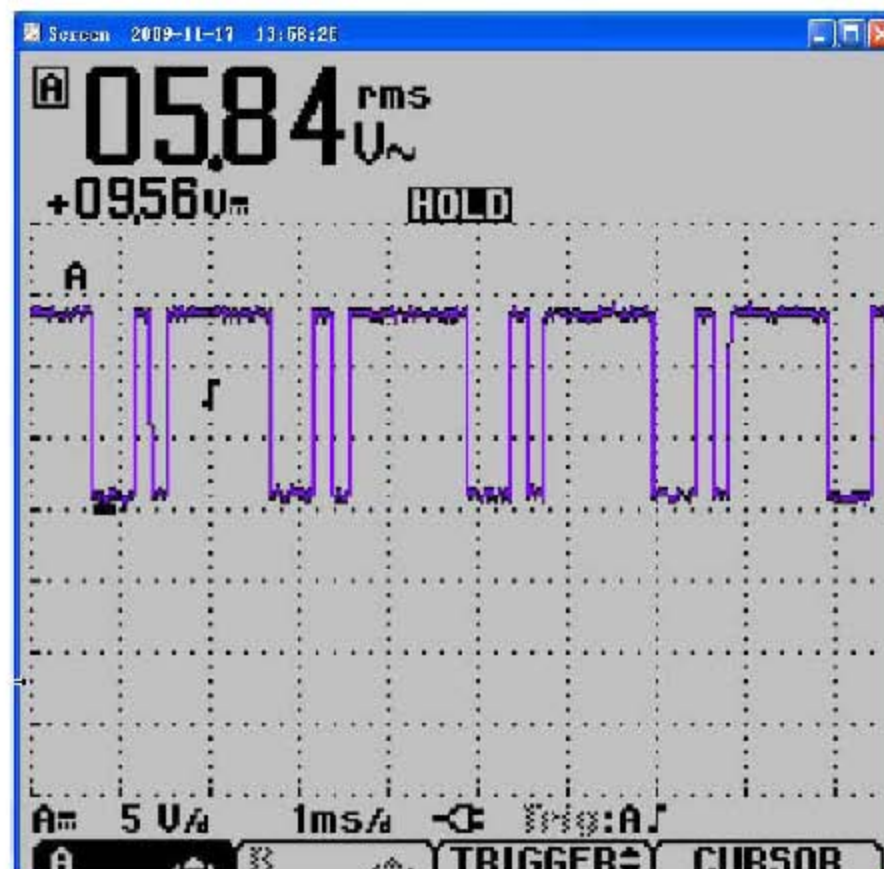 Screen 2009-11-17 13:58:26
A 05.84 rms V~
+09.56V
HOLD
A
A 5 V/d 1ms/d Trig:A
A B TRIGGER CURSOR